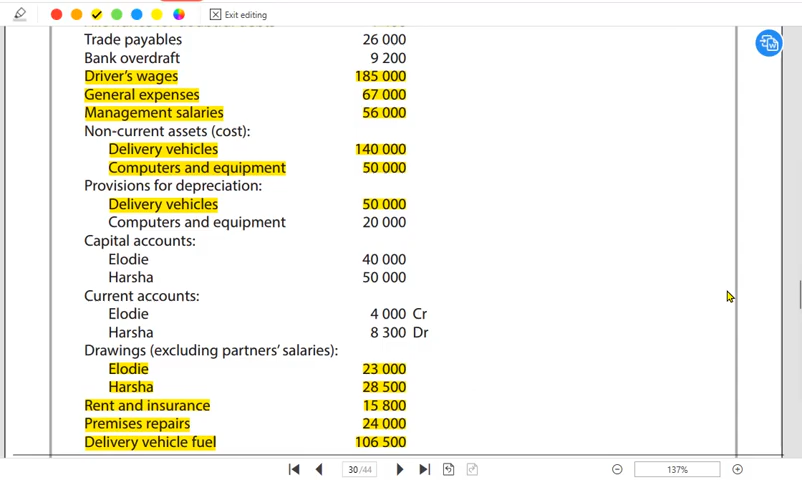 Exit editing
Trade payables 26 000
Bank overdraft 9 200
Driver's wages 185 000
General expenses 67 000
Management salaries 56 000
Non-current assets (cost):
Delivery vehicles 140 000
Computers and equipment 50 000
Provisions for depreciation:
Delivery vehicles 50 000
Computers and equipment 20 000
Capital accounts:
Elodie 40 000
Harsha 50 000
Current accounts:
Elodie 4 000 Cr
Harsha 8 300 Dr
Drawings (excluding partners' salaries):
Elodie 23 000
Harsha 28 500
Rent and insurance 15 800
Premises repairs 24 000
Delivery vehicle fuel 106 500
30 /44 137%